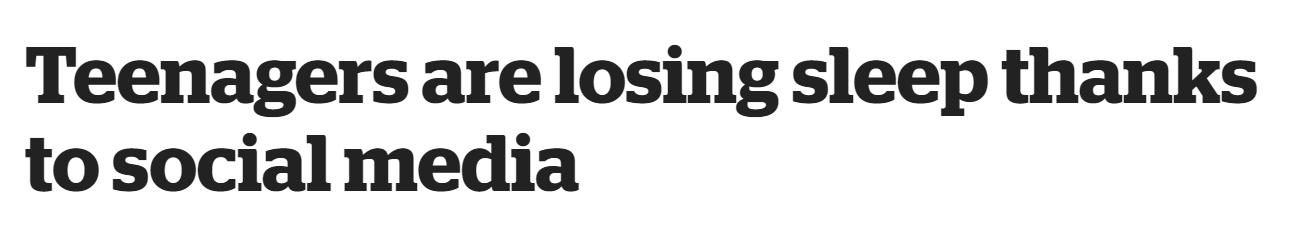 Teenagers are losing sleep thanks
to social media